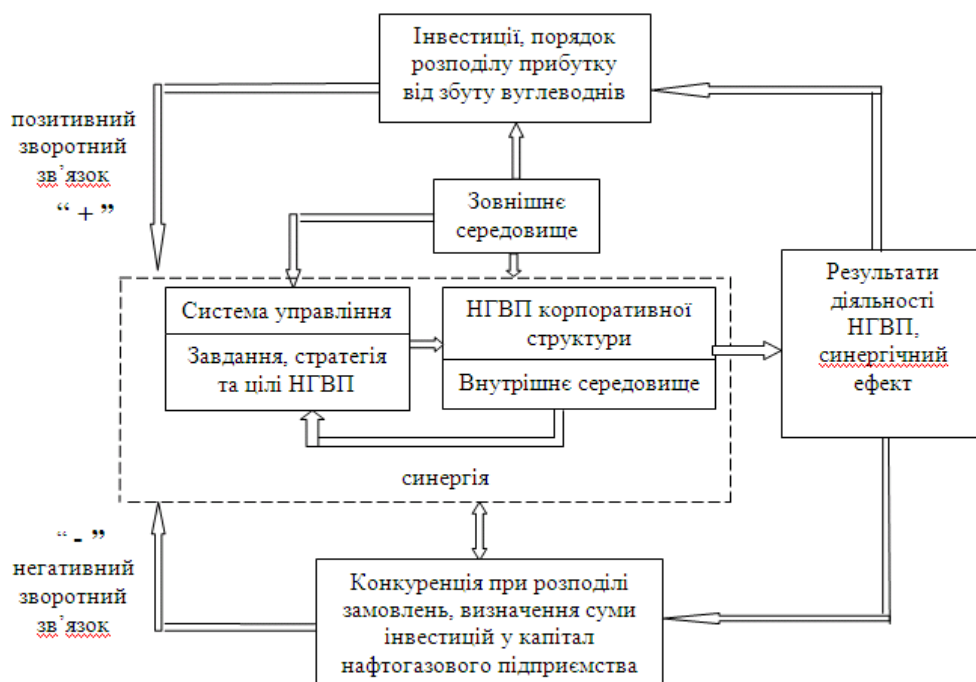 Інвестиції, порядок
розподілу прибутку
від збуту вуглеводнів
позитивний
зворотний
зв’язок
“ + ”
Зовнішнє
середовище
Система управління
Завдання, стратегія
та цілі НГВП
НГВП корпоративної
структури
Внутрішнє середовище
Результати
діяльності
НГВП,
синергічний
ефект
синергія
“ - ”
негативний
зворотний
зв’язок
Конкуренція при розподілі
замовлень, визначення суми
інвестицій у капітал
нафтогазового підприємства